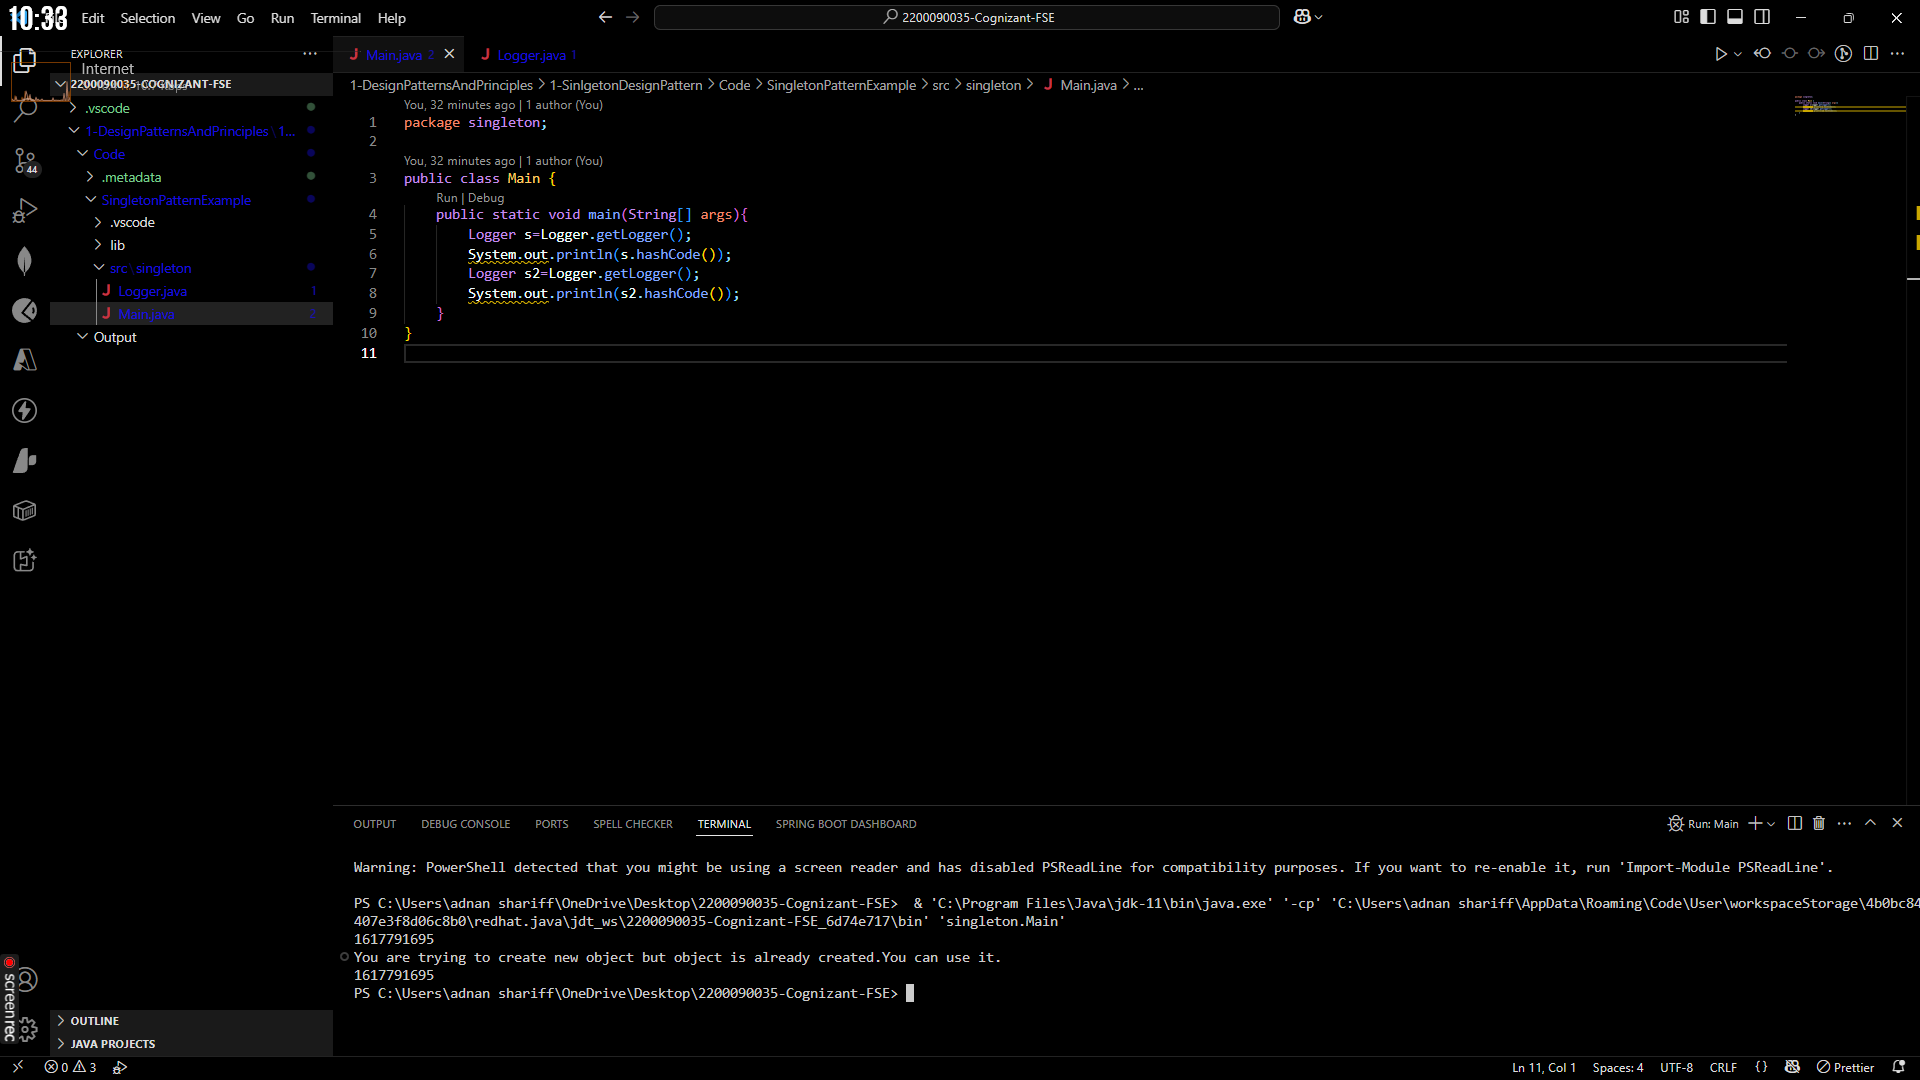 10:33
Edit Selection View Go Run Terminal Help
2200090035-Cognizant-FSE
EXPLORER
Internet
2200090035-COGNIZANT-FSE
.vscode
1-DesignPatternsAndPrinciples \ 1...
Code
.metadata
SingletonPatternExample
.vscode
lib
src \ singleton
Logger.java 1
Main.java 2
Output
44
OUTLINE
JAVA PROJECTS
screen rec
Main.java 2
Logger.java 1
1-DesignPatternsAndPrinciples > 1-SinlgetonDesignPattern > Code > SingletonPatternExample > src > singleton > Main.java > ...
You, 32 minutes ago | 1 author (You)
1 package singleton;
2
You, 32 minutes ago | 1 author (You)
3 public class Main {
Run | Debug
4 public static void main(String[] args){
5 Logger s=Logger.getLogger();
6 System.out.println(s.hashCode());
7 Logger s2=Logger.getLogger();
8 System.out.println(s2.hashCode());
9 }
10 }
11
OUTPUT DEBUG CONSOLE PORTS SPELL CHECKER TERMINAL SPRING BOOT DASHBOARD
Run: Main
Warning: PowerShell detected that you might be using a screen reader and has disabled PSReadLine for compatibility purposes. If you want to re-enable it, run 'Import-Module PSReadLine'.
PS C:\Users\adnan shariff\OneDrive\Desktop\2200090035-Cognizant-FSE> & 'C:\Program Files\Java\jdk-11\bin\java.exe' '-cp' 'C:\Users\adnan shariff\AppData\Roaming\Code\User\workspaceStorage\4b0bc84
407e3f8d06c8b0\redhat.java\jdt_ws\2200090035-Cognizant-FSE_6d74e717\bin' 'singleton.Main'
1617791695
You are trying to create new object but object is already created.You can use it.
1617791695
PS C:\Users\adnan shariff\OneDrive\Desktop\2200090035-Cognizant-FSE>
0 3
Ln 11, Col 1 Spaces: 4 UTF-8 CRLF {} Prettier